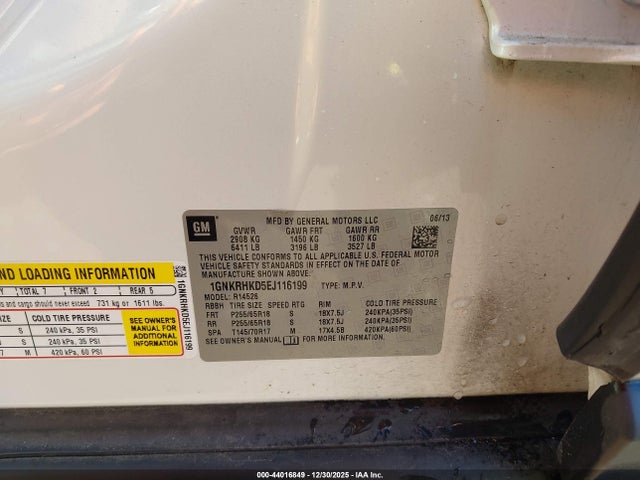 GM
MFD BY GENERAL MOTORS LLC 06/13
GVWR GAWR FRT GAWR RR
2908 KG 1450 KG 1600 KG
6411 LB 3196 LB 3527 LB
THIS VEHICLE CONFORMS TO ALL APPLICABLE U.S. FEDERAL MOTOR
VEHICLE SAFETY STANDARDS IN EFFECT ON THE DATE OF
MANUFACTURE SHOWN ABOVE.
1GNKRHKD5EJ116199 TYPE: M.P.V.
MODEL: R14526
RBBH TIRE SIZE SPEED RTG RIM COLD TIRE PRESSURE
FRT P255/65R18 S 18X7.5J 240KPA(35PSI)
RR P255/65R18 S 18X7.5J 240KPA(35PSI)
SPA T145/70R17 M 17X4.5B 420KPA(60PSI)
SEE OWNER'S MANUAL FOR MORE INFORMATION.
ND LOADING INFORMATION
TOTAL 7 FRONT 2 REAR 5
and cargo should never exceed 731 kg or 1611 lbs.
SIZE COLD TIRE PRESSURE
S 240 kPa, 35 PSI
S 240 kPa, 35 PSI
7 M 420 kPa, 60 PSI
SEE OWNER'S
MANUAL FOR
ADDITIONAL
INFORMATION
1GNKRHKD5EJ116199
000-44016849 | 12/30/2025 - IAA Inc.